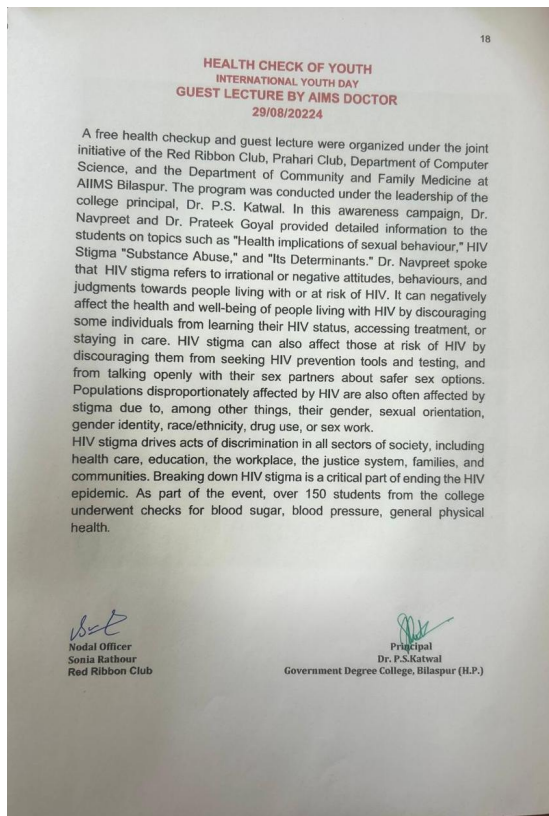 18
HEALTH CHECK OF YOUTH
INTERNATIONAL YOUTH DAY
GUEST LECTURE BY AIMS DOCTOR
29/08/20224
A free health checkup and guest lecture were organized under the joint
initiative of the Red Ribbon Club, Prahari Club, Department of Computer
Science, and the Department of Community and Family Medicine at
AIIMS Bilaspur. The program was conducted under the leadership of the
college principal, Dr. P.S. Katwal. In this awareness campaign, Dr.
Navpreet and Dr. Prateek Goyal provided detailed information to the
students on topics such as "Health implications of sexual behaviour," HIV
Stigma "Substance Abuse," and "Its Determinants." Dr. Navpreet spoke
that HIV stigma refers to irrational or negative attitudes, behaviours, and
judgments towards people living with or at risk of HIV. It can negatively
affect the health and well-being of people living with HIV by discouraging
some individuals from learning their HIV status, accessing treatment, or
staying in care. HIV stigma can also affect those at risk of HIV by
discouraging them from seeking HIV prevention tools and testing, and
from talking openly with their sex partners about safer sex options.
Populations disproportionately affected by HIV are also often affected by
stigma due to, among other things, their gender, sexual orientation,
gender identity, race/ethnicity, drug use, or sex work.
HIV stigma drives acts of discrimination in all sectors of society, including
health care, education, the workplace, the justice system, families, and
communities. Breaking down HIV stigma is a critical part of ending the HIV
epidemic. As part of the event, over 150 students from the college
underwent checks for blood sugar, blood pressure, general physical
health.
Nodal Officer
Sonia Rathour
Red Ribbon Club
Principal
Dr. P.S.Katwal
Government Degree College, Bilaspur (H.P.)